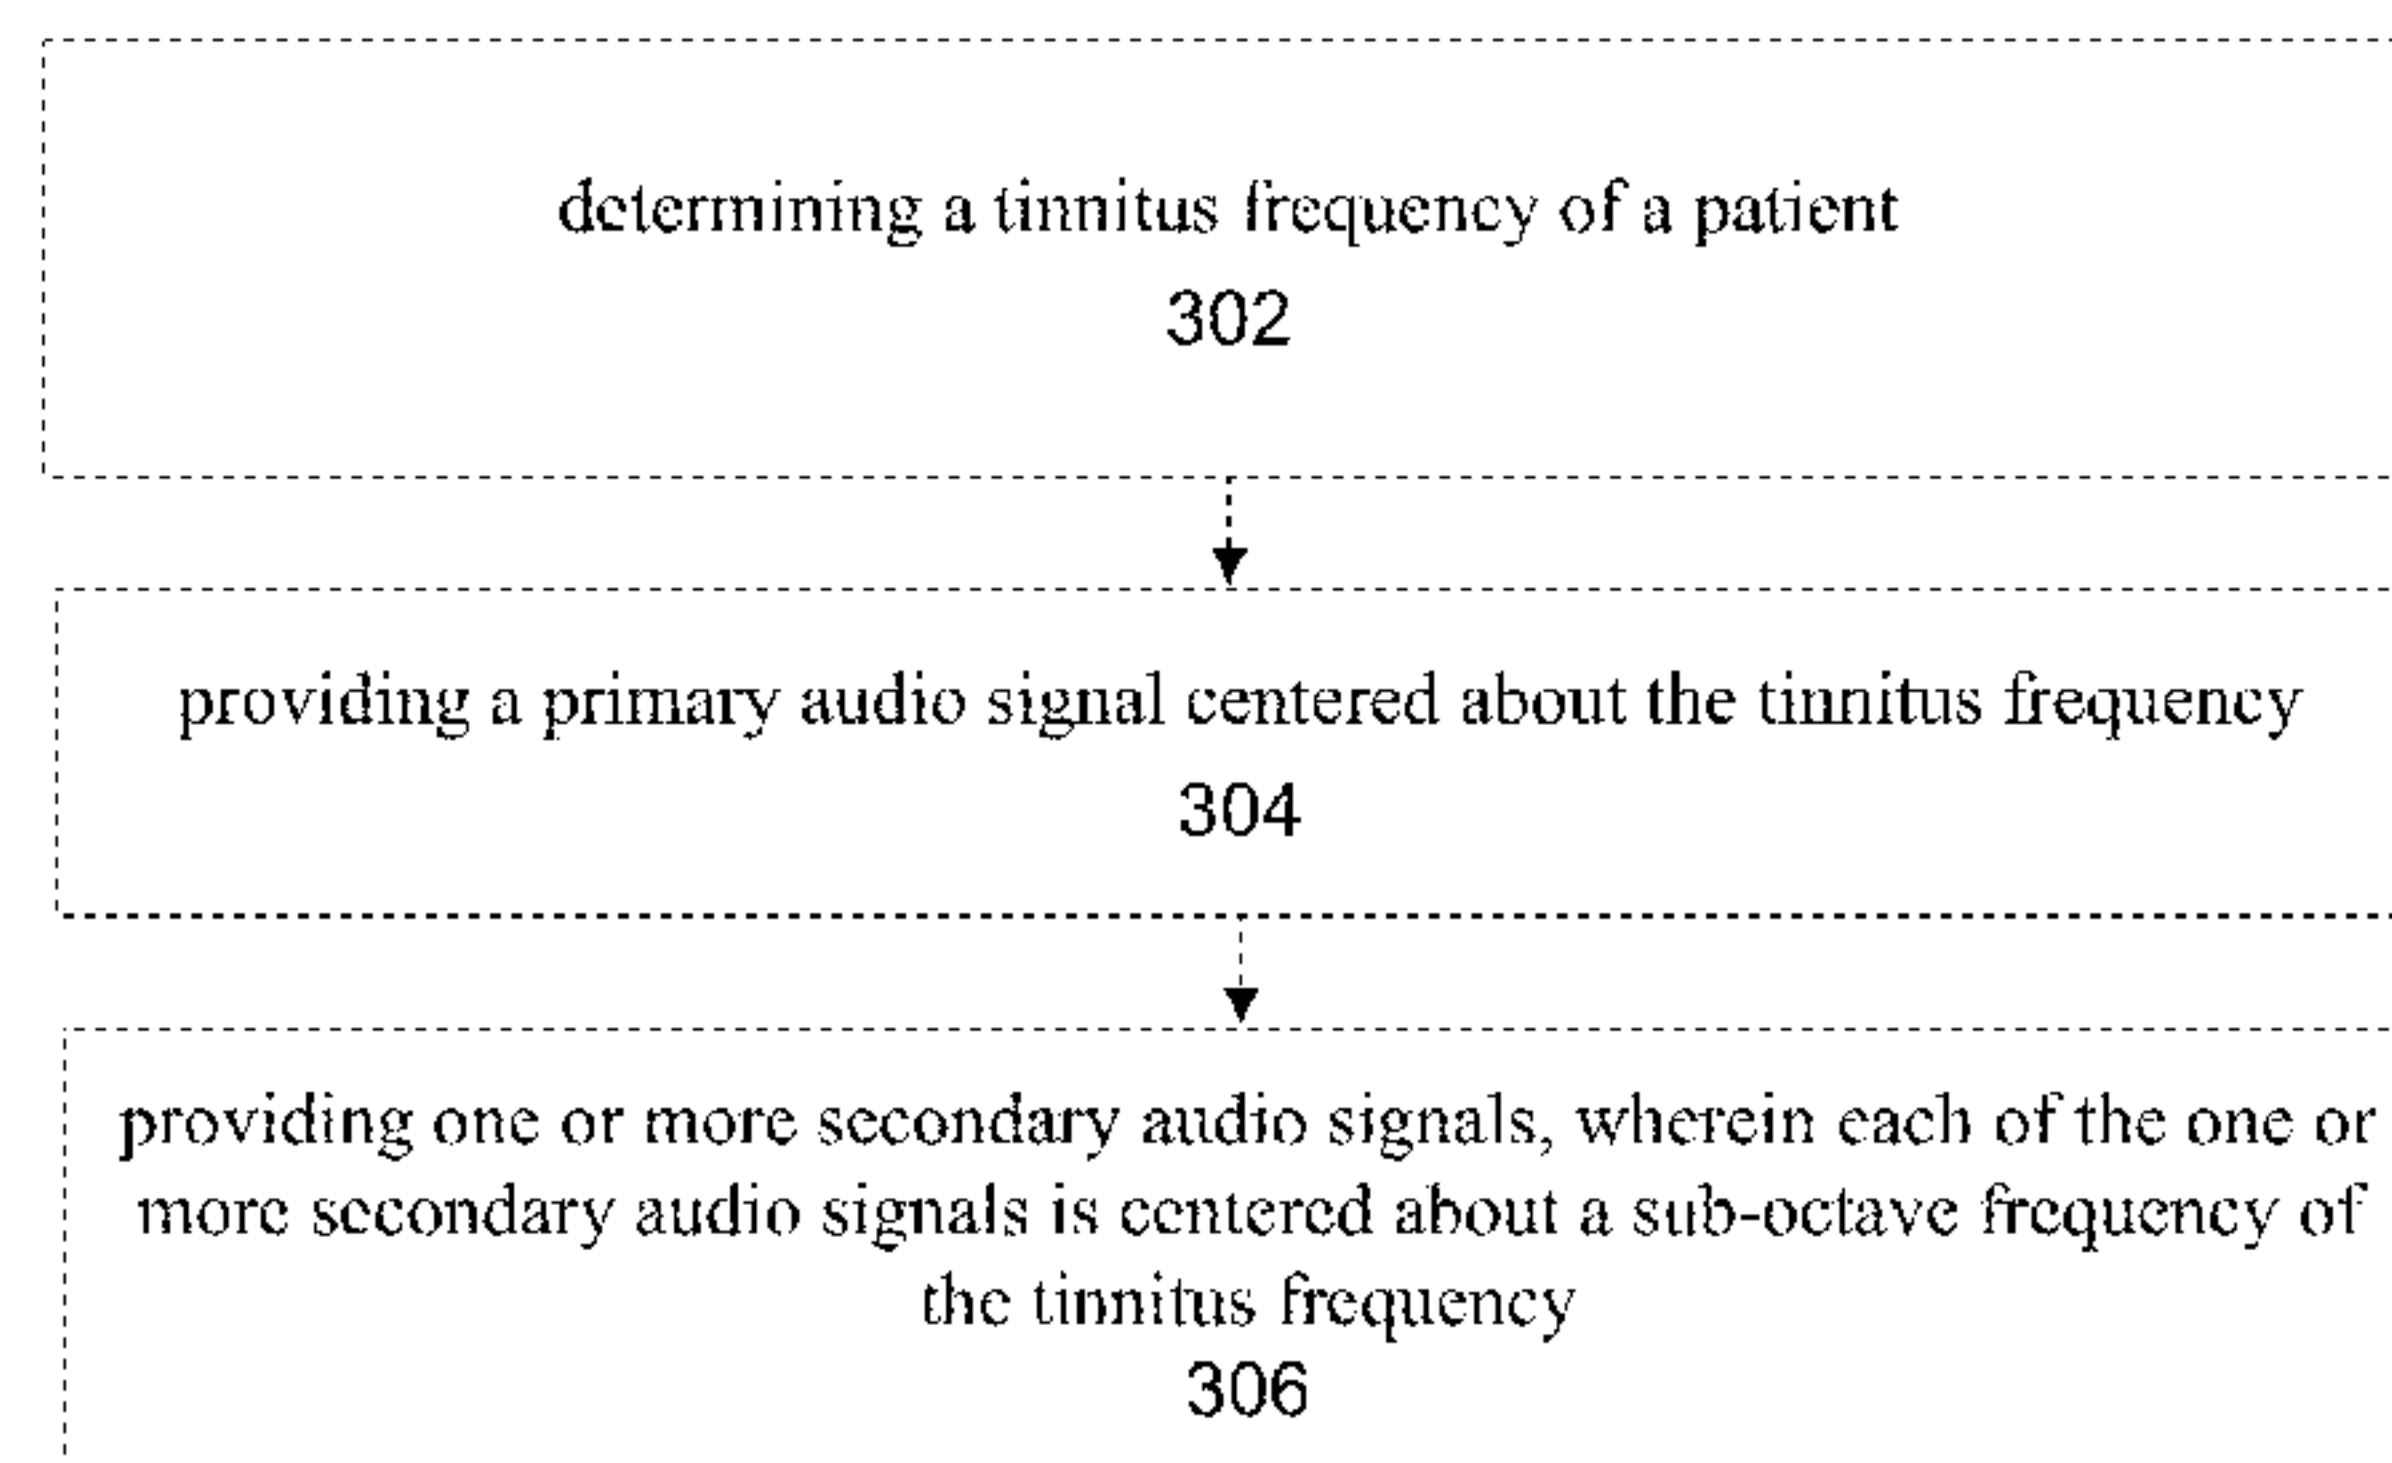 determining a tinnitus frequency of a patient
302
providing a primary audio signal centered about the tinnitus frequency
304
providing one or more secondary audio signals, wherein each of the one or
more secondary audio signals is centered about a sub-octave frequency of
the tinnitus frequency
306